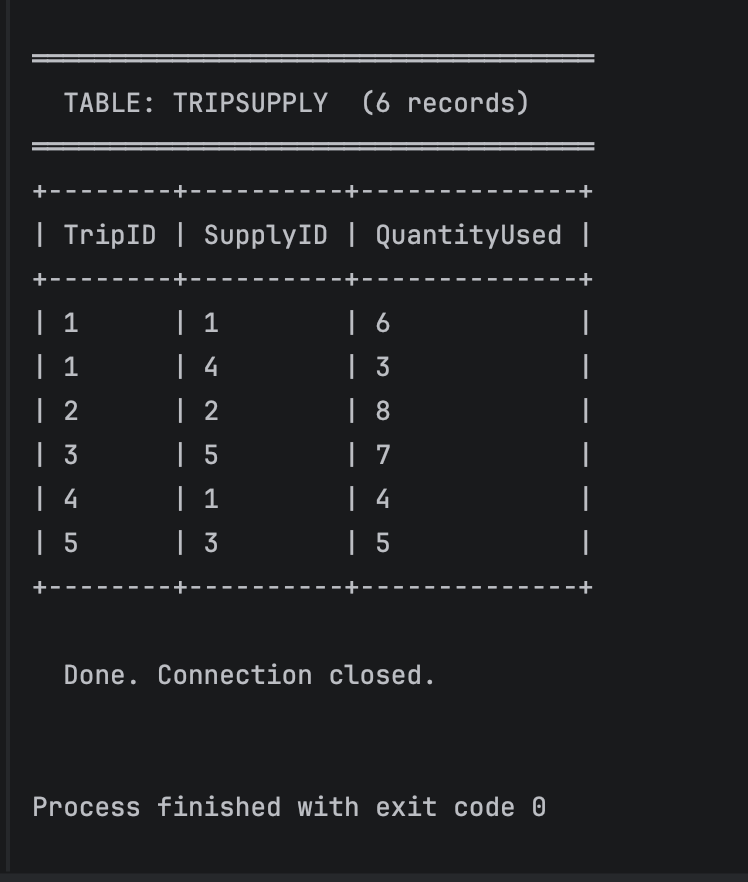 ════════════════════════════════════
  TABLE: TRIPSUPPLY  (6 records)
════════════════════════════════════
+--------+----------+--------------+
| TripID | SupplyID | QuantityUsed |
+--------+----------+--------------+
| 1      | 1        | 6            |
| 1      | 4        | 3            |
| 2      | 2        | 8            |
| 3      | 5        | 7            |
| 4      | 1        | 4            |
| 5      | 3        | 5            |
+--------+----------+--------------+
  Done. Connection closed.
Process finished with exit code 0